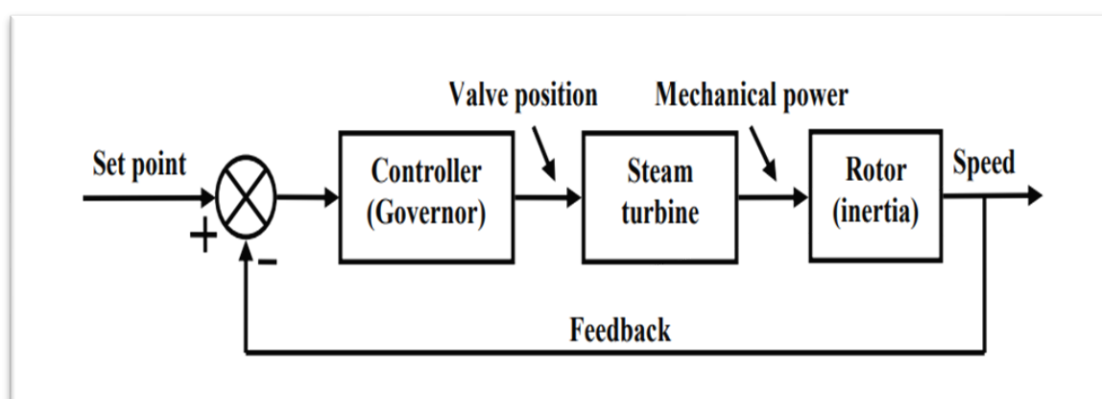 Valve position
Mechanical power
Set point
Controller
(Governor)
Steam
turbine
Rotor
(inertia)
Speed
+
-
Feedback